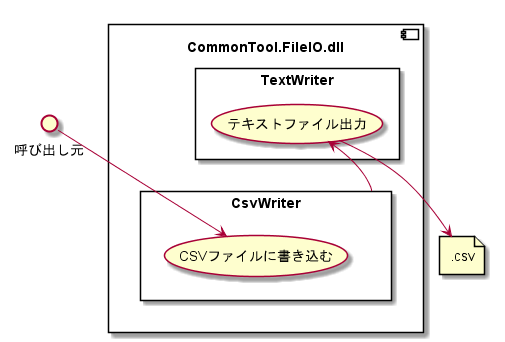 CommonTool.FileIO.dll
TextWriter
テキストファイル出力
呼び出し元
CsvWriter
CSVファイルに書き込む
.csv